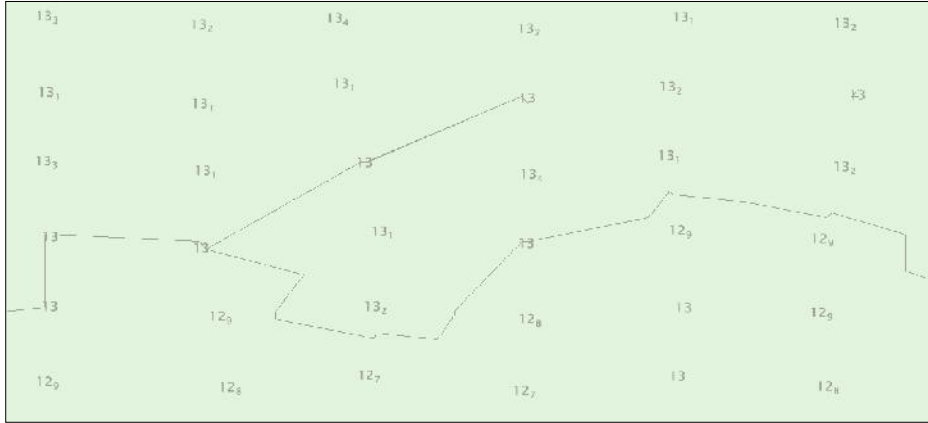 13₃ 13₂ 13₄ 13₂ 13₁ 13₂
13₁ 13₁ 13₁ 13 13₂ 13
13₃ 13₁ 13 13₁ 13₂
13 13 13₁ 13 12₉ 12₉
13 12₉ 13₂ 12₈ 13 12₉
12₉ 12₈ 12₇ 12₇ 13 12₈